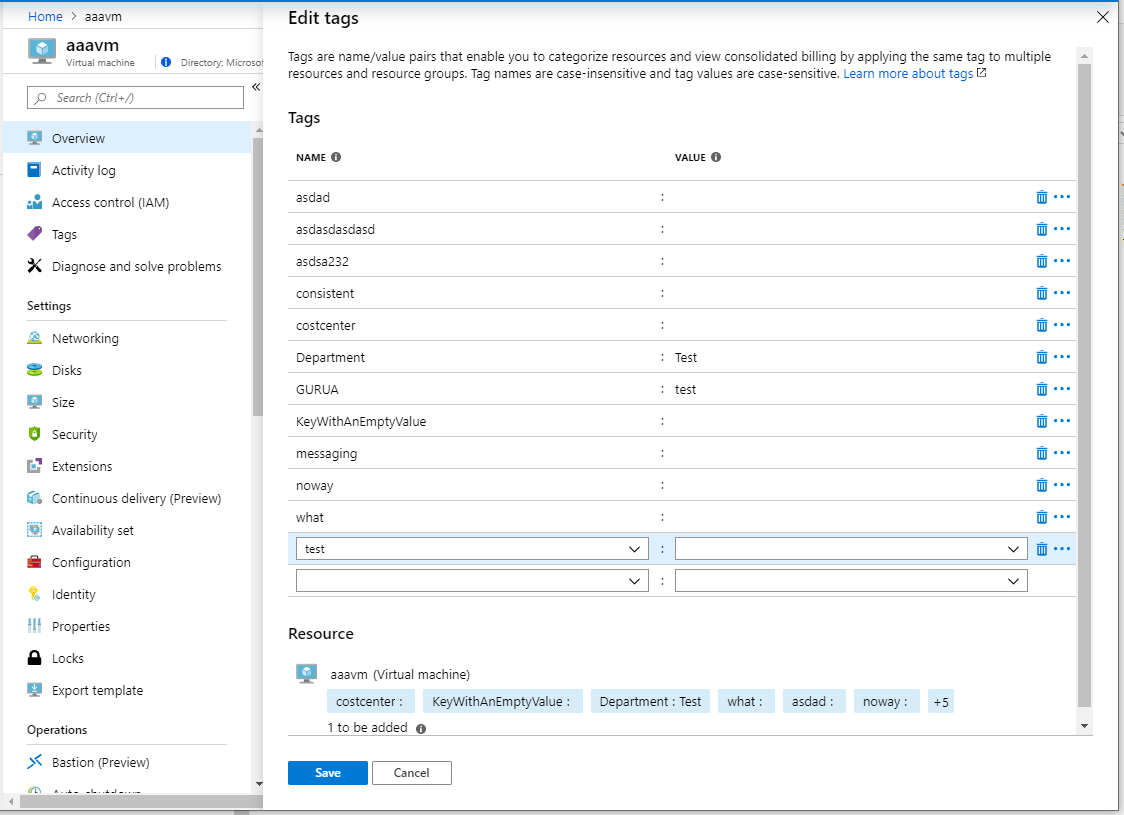 Home > aaavm
aaavm
Virtual machine
Directory: Microsof
Search (Ctrl+/)
«
Overview
Activity log
Access control (IAM)
Tags
Diagnose and solve problems
Settings
Networking
Disks
Size
Security
Extensions
Continuous delivery (Preview)
Availability set
Configuration
Identity
Properties
Locks
Export template
Operations
Bastion (Preview)
Auto-shutdown
Edit tags
Tags are name/value pairs that enable you to categorize resources and view consolidated billing by applying the same tag to multiple
resources and resource groups. Tag names are case-insensitive and tag values are case-sensitive. Learn more about tags
Tags
NAME VALUE
asdad :
asdasdasdasd :
asdsa232 :
consistent :
costcenter :
Department : Test
GURUA : test
KeyWithAnEmptyValue :
messaging :
noway :
what :
test :
:
Resource
aaavm (Virtual machine)
costcenter : KeyWithAnEmptyValue : Department : Test what : asdad : noway : +5
1 to be added
Save Cancel